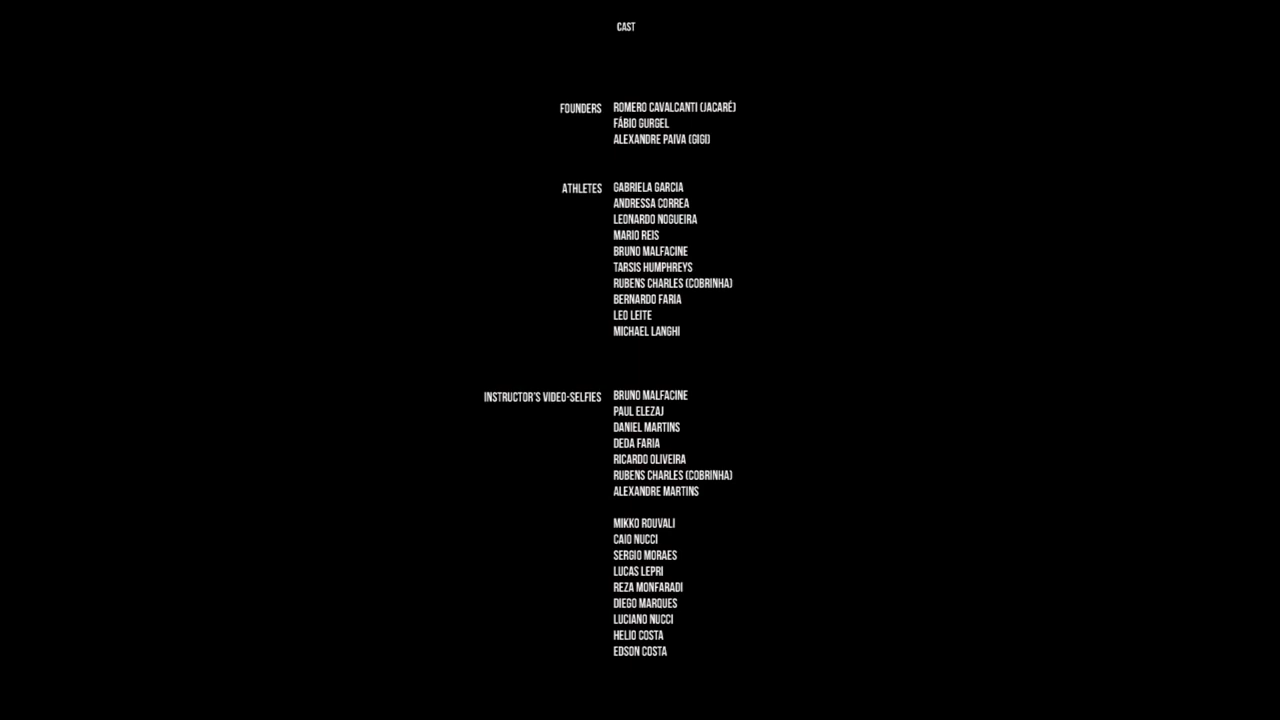 CAST
FOUNDERS ROMERO CAVALCANTI (JACARÉ)
FÁBIO GURGEL
ALEXANDRE PAIVA (GIGI)
ATHLETES GABRIELA GARCIA
ANDRESSA CORREA
LEONARDO NOGUEIRA
MARIO REIS
BRUNO MALFACINE
TARSIS HUMPHREYS
RUBENS CHARLES (COBRINHA)
BERNARDO FARIA
LEO LEITE
MICHAEL LANGHI
INSTRUCTOR'S VIDEO-SELFIES BRUNO MALFACINE
PAUL ELEZAJ
DANIEL MARTINS
DEDA FARIA
RICARDO OLIVEIRA
RUBENS CHARLES (COBRINHA)
ALEXANDRE MARTINS
MIKKO ROUVALI
CAIO NUCCI
SERGIO MORAES
LUCAS LEPRI
REZA MONFARADI
DIEGO MARQUES
LUCIANO NUCCI
HELIO COSTA
EDSON COSTA